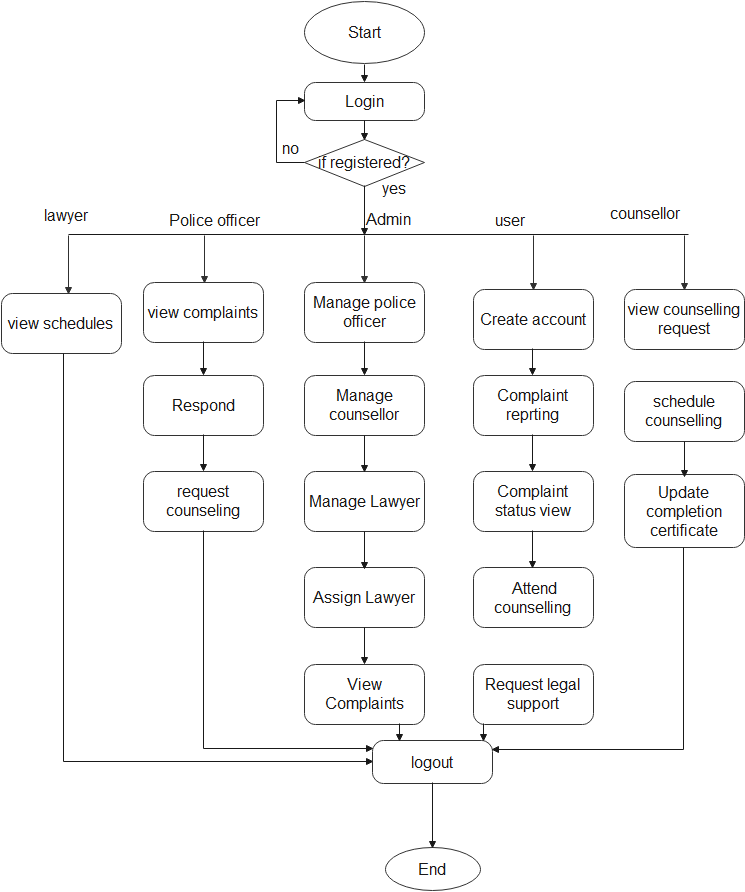 Start
Login
no
if registered?
yes
lawyer
Police officer
Admin
user
counsellor
view schedules
view complaints
Manage police
officer
Create account
view counselling
request
Respond
Manage
counsellor
Complaint
reprting
schedule
counselling
request
counseling
Manage Lawyer
Complaint
status view
Update
completion
certificate
Assign Lawyer
Attend
counselling
View
Complaints
Request legal
support
logout
End